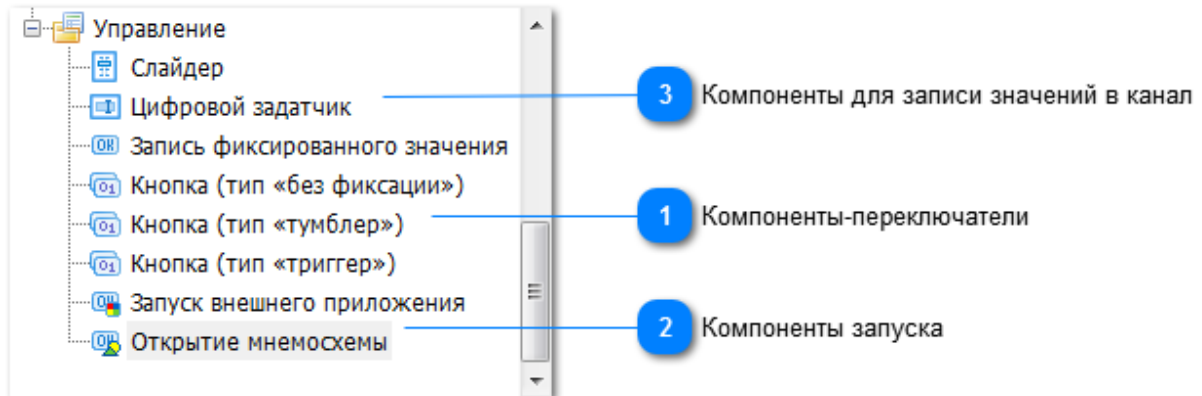 Управление
Слайдер
Цифровой задатчик
3 Компоненты для записи значений в канал
Запись фиксированного значения
Кнопка (тип «без фиксации»)
Кнопка (тип «тумблер»)
1 Компоненты-переключатели
Кнопка (тип «триггер»)
Запуск внешнего приложения
Открытие мнемосхемы
2 Компоненты запуска